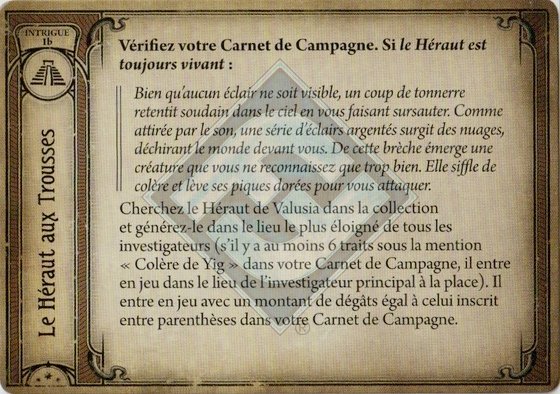 INTRIGUE
1b
Le Héraut aux Trousses
Vérifiez votre Carnet de Campagne. Si le Héraut est
toujours vivant :
Bien qu'aucun éclair ne soit visible, un coup de tonnerre
retentit soudain dans le ciel en vous faisant sursauter. Comme
attirée par le son, une série d'éclairs argentés surgit des nuages,
déchirant le monde devant vous. De cette brèche émerge une
créature que vous ne reconnaissez que trop bien. Elle siffle de
colère et lève ses piques dorées pour vous attaquer.
Cherchez le Héraut de Valusia dans la collection
et générez-le dans le lieu le plus éloigné de tous les
investigateurs (s'il y a au moins 6 traits sous la mention
« Colère de Yig » dans votre Carnet de Campagne, il entre
en jeu dans le lieu de l'investigateur principal à la place). Il
entre en jeu avec un montant de dégâts égal à celui inscrit
entre parenthèses dans votre Carnet de Campagne.
®